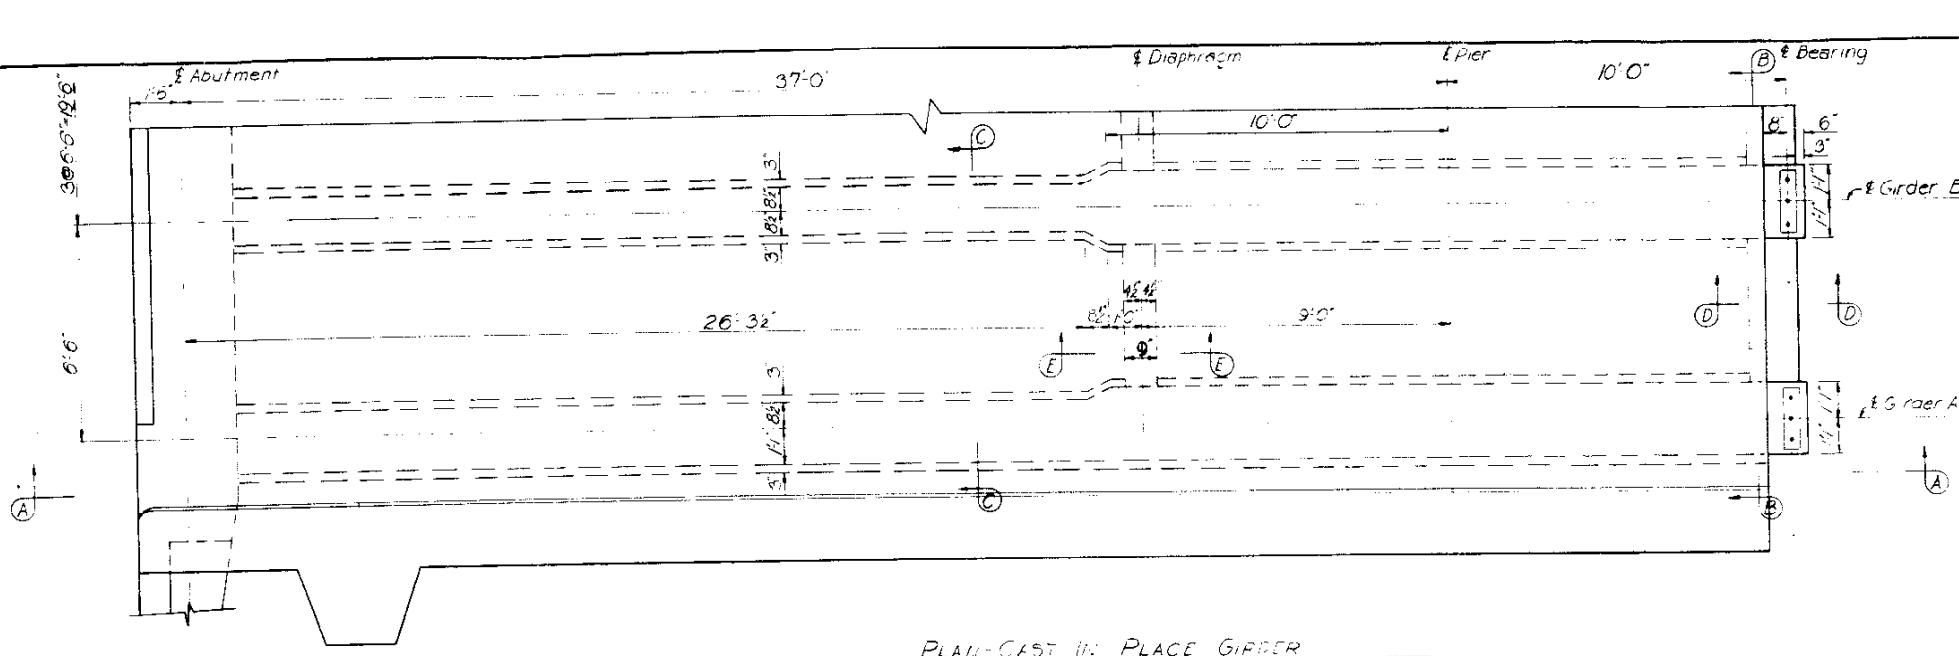 ℄ Abutment
℄ Diaphragm
℄ Pier
B
℄ Bearing
37'-0"
10'-0"
1'-6"
3@6'-6"=19'-6"
10'-0"
8"
6"
3"
C
3"
8½"
8½"
3"
1'-1"
1'-1"
℄ Girder B
4½" 4½"
26'-3½"
8½"
1'-0"
9'-0"
D
D
6'-6"
E
9"
E
3"
8½"
1'-1"
3"
1'-1"
1'-1"
℄ Girder A
A
C
B
A
PLAN-CAST IN PLACE GIRDER